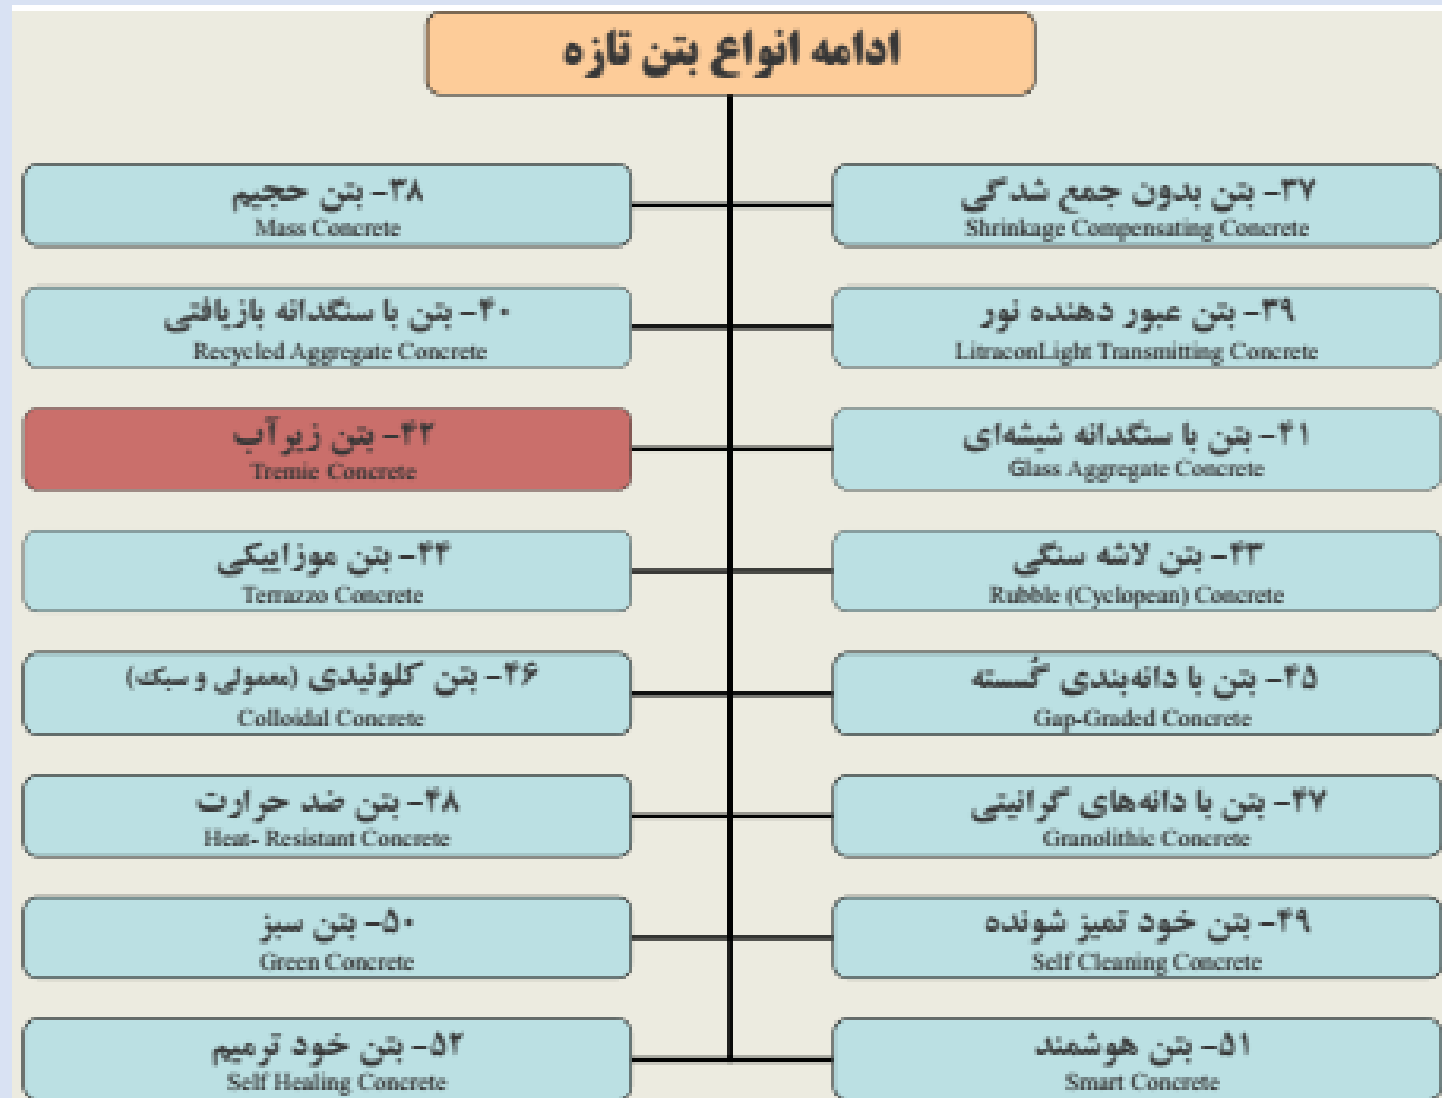 ادامه انواع بتن تازه
۳۷- بتن بدون جمع شدگی
Shrinkage Compensating Concrete
۳۸- بتن حجیم
Mass Concrete
۳۹- بتن عبور دهنده نور
LitraconLight Transmitting Concrete
۴۰- بتن با سنگدانه بازیافتی
Recycled Aggregate Concrete
۴۱- بتن با سنگدانه شیشه‌ای
Glass Aggregate Concrete
۴۲- بتن زیرآب
Tremie Concrete
۴۳- بتن لاشه سنگی
Rubble (Cyclopean) Concrete
۴۴- بتن موزاییکی
Terrazzo Concrete
۴۵- بتن با دانه‌بندی گسسته
Gap-Graded Concrete
۴۶- بتن کلوئیدی (معمولی و سبک)
Colloidal Concrete
۴۷- بتن با دانه‌های گرانیتی
Granolithic Concrete
۴۸- بتن ضد حرارت
Heat- Resistant Concrete
۴۹- بتن خود تمیز شونده
Self Cleaning Concrete
۵۰- بتن سبز
Green Concrete
۵۱- بتن هوشمند
Smart Concrete
۵۲- بتن خود ترمیم
Self Healing Concrete